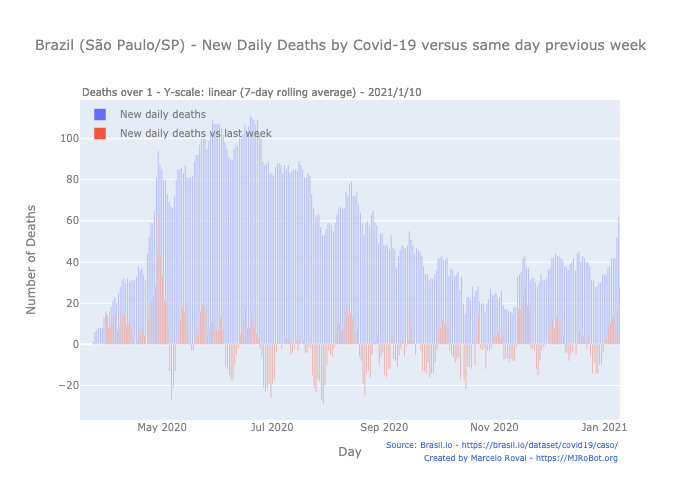 Brazil (São Paulo/SP) - New Daily Deaths by Covid-19 versus same day previous week
Deaths over 1 - Y-scale: linear (7-day rolling average) - 2021/1/10
New daily deaths
New daily deaths vs last week
100
80
60
40
20
0
−20
Number of Deaths
May 2020
Jul 2020
Sep 2020
Nov 2020
Jan 2021
Day
Source: Brasil.io - https://brasil.io/dataset/covid19/caso/
Created by Marcelo Rovai - https://MJRoBot.org